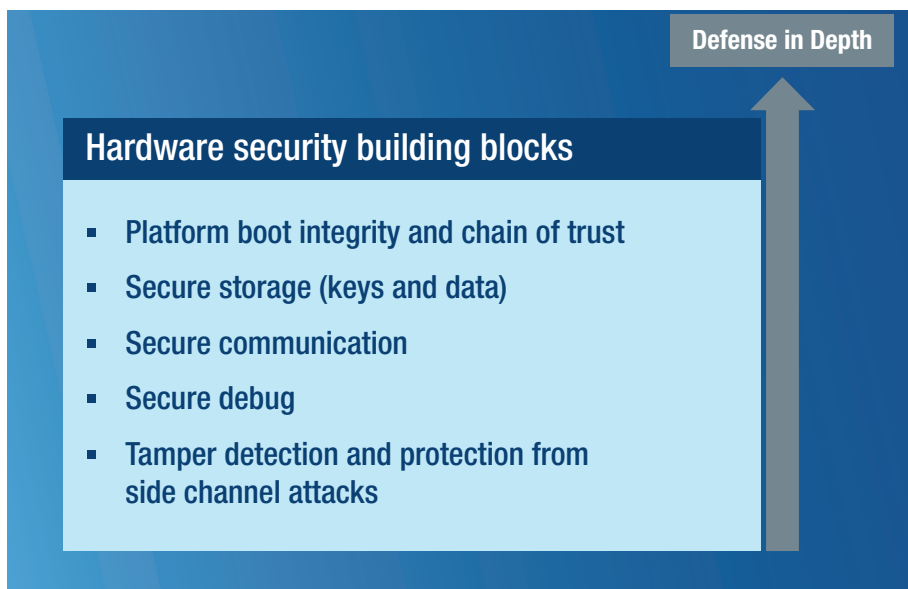 Defense in Depth
Hardware security building blocks
▪ Platform boot integrity and chain of trust
▪ Secure storage (keys and data)
▪ Secure communication
▪ Secure debug
▪ Tamper detection and protection from
side channel attacks